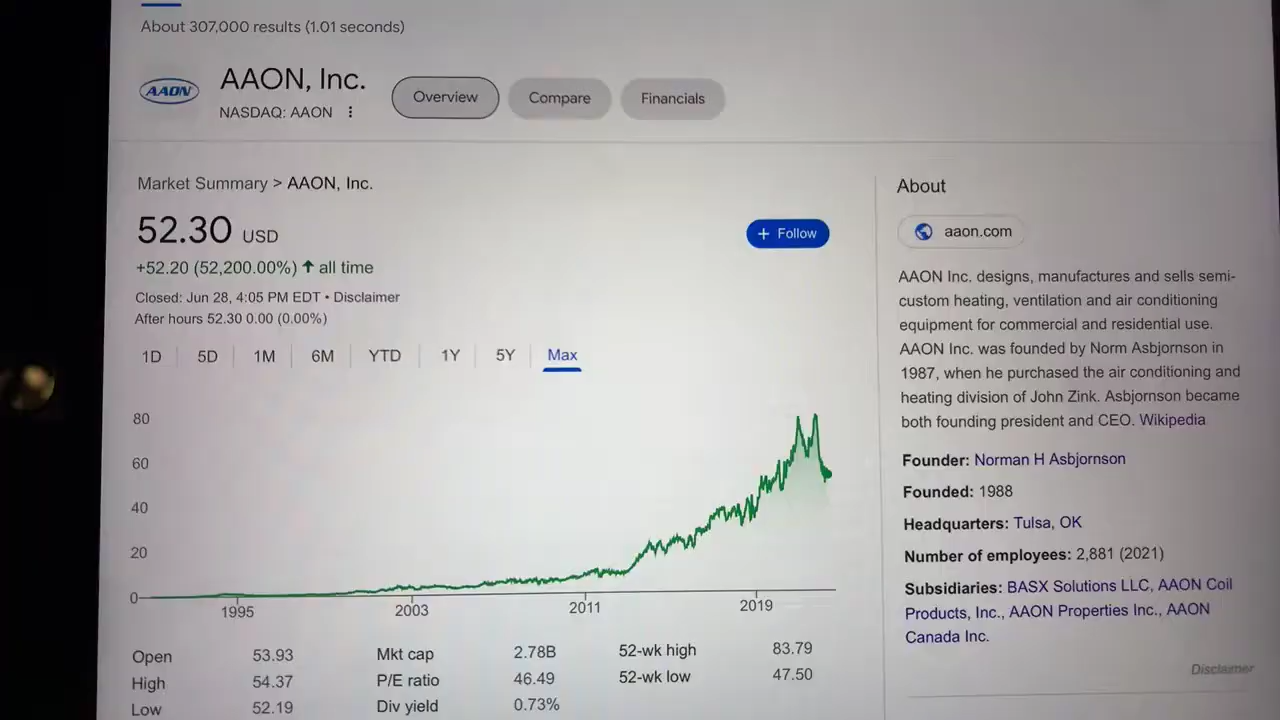 About 307,000 results (1.01 seconds)
AAON
AAON, Inc.
NASDAQ: AAON
Overview
Compare
Financials
Market Summary > AAON, Inc.
52.30 USD
+ Follow
+52.20 (52,200.00%) ↑ all time
Closed: Jun 28, 4:05 PM EDT • Disclaimer
After hours 52.30 0.00 (0.00%)
1D 5D 1M 6M YTD 1Y 5Y Max
80
60
40
20
0
1995 2003 2011 2019
Open 53.93 Mkt cap 2.78B 52-wk high 83.79
High 54.37 P/E ratio 46.49 52-wk low 47.50
Low 52.19 Div yield 0.73%
About
aaon.com
AAON Inc. designs, manufactures and sells semi-
custom heating, ventilation and air conditioning
equipment for commercial and residential use.
AAON Inc. was founded by Norm Asbjornson in
1987, when he purchased the air conditioning and
heating division of John Zink. Asbjornson became
both founding president and CEO. Wikipedia
Founder: Norman H Asbjornson
Founded: 1988
Headquarters: Tulsa, OK
Number of employees: 2,881 (2021)
Subsidiaries: BASX Solutions LLC, AAON Coil
Products, Inc., AAON Properties Inc., AAON
Canada Inc.
Disclaimer